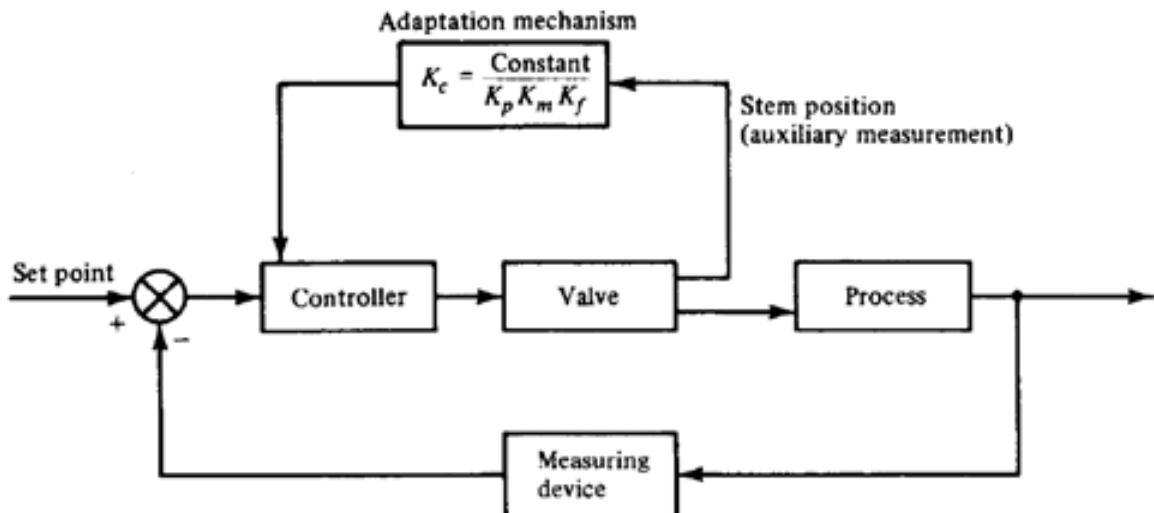 Adaptation mechanism
K_c = Constant / K_p K_m K_f
Stem position
(auxiliary measurement)
Set point
+
−
Controller
Valve
Process
Measuring
device